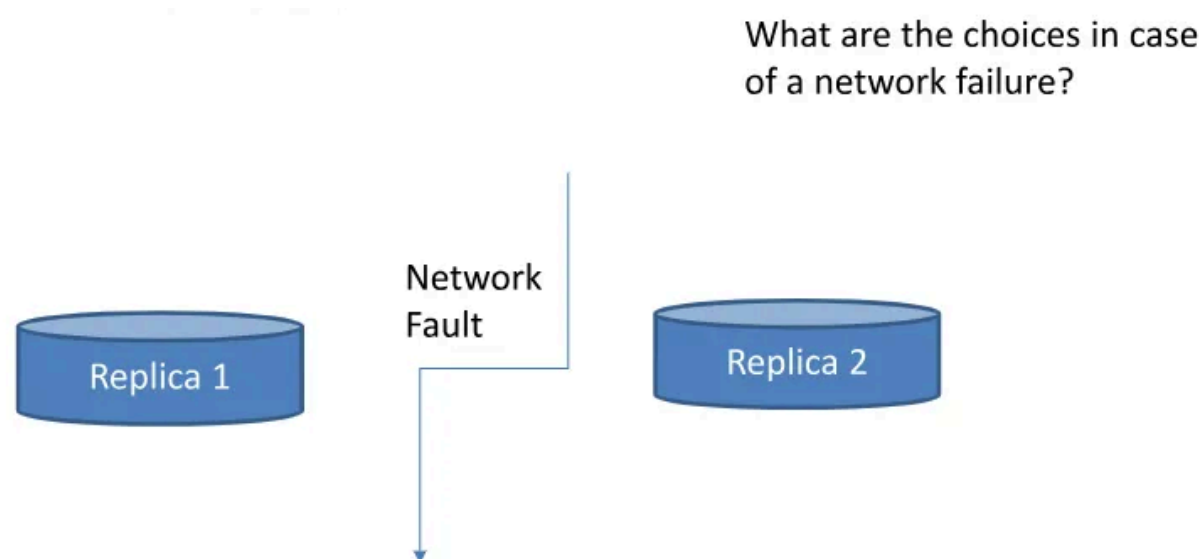 What are the choices in case
of a network failure?
Network
Fault
Replica 1
Replica 2